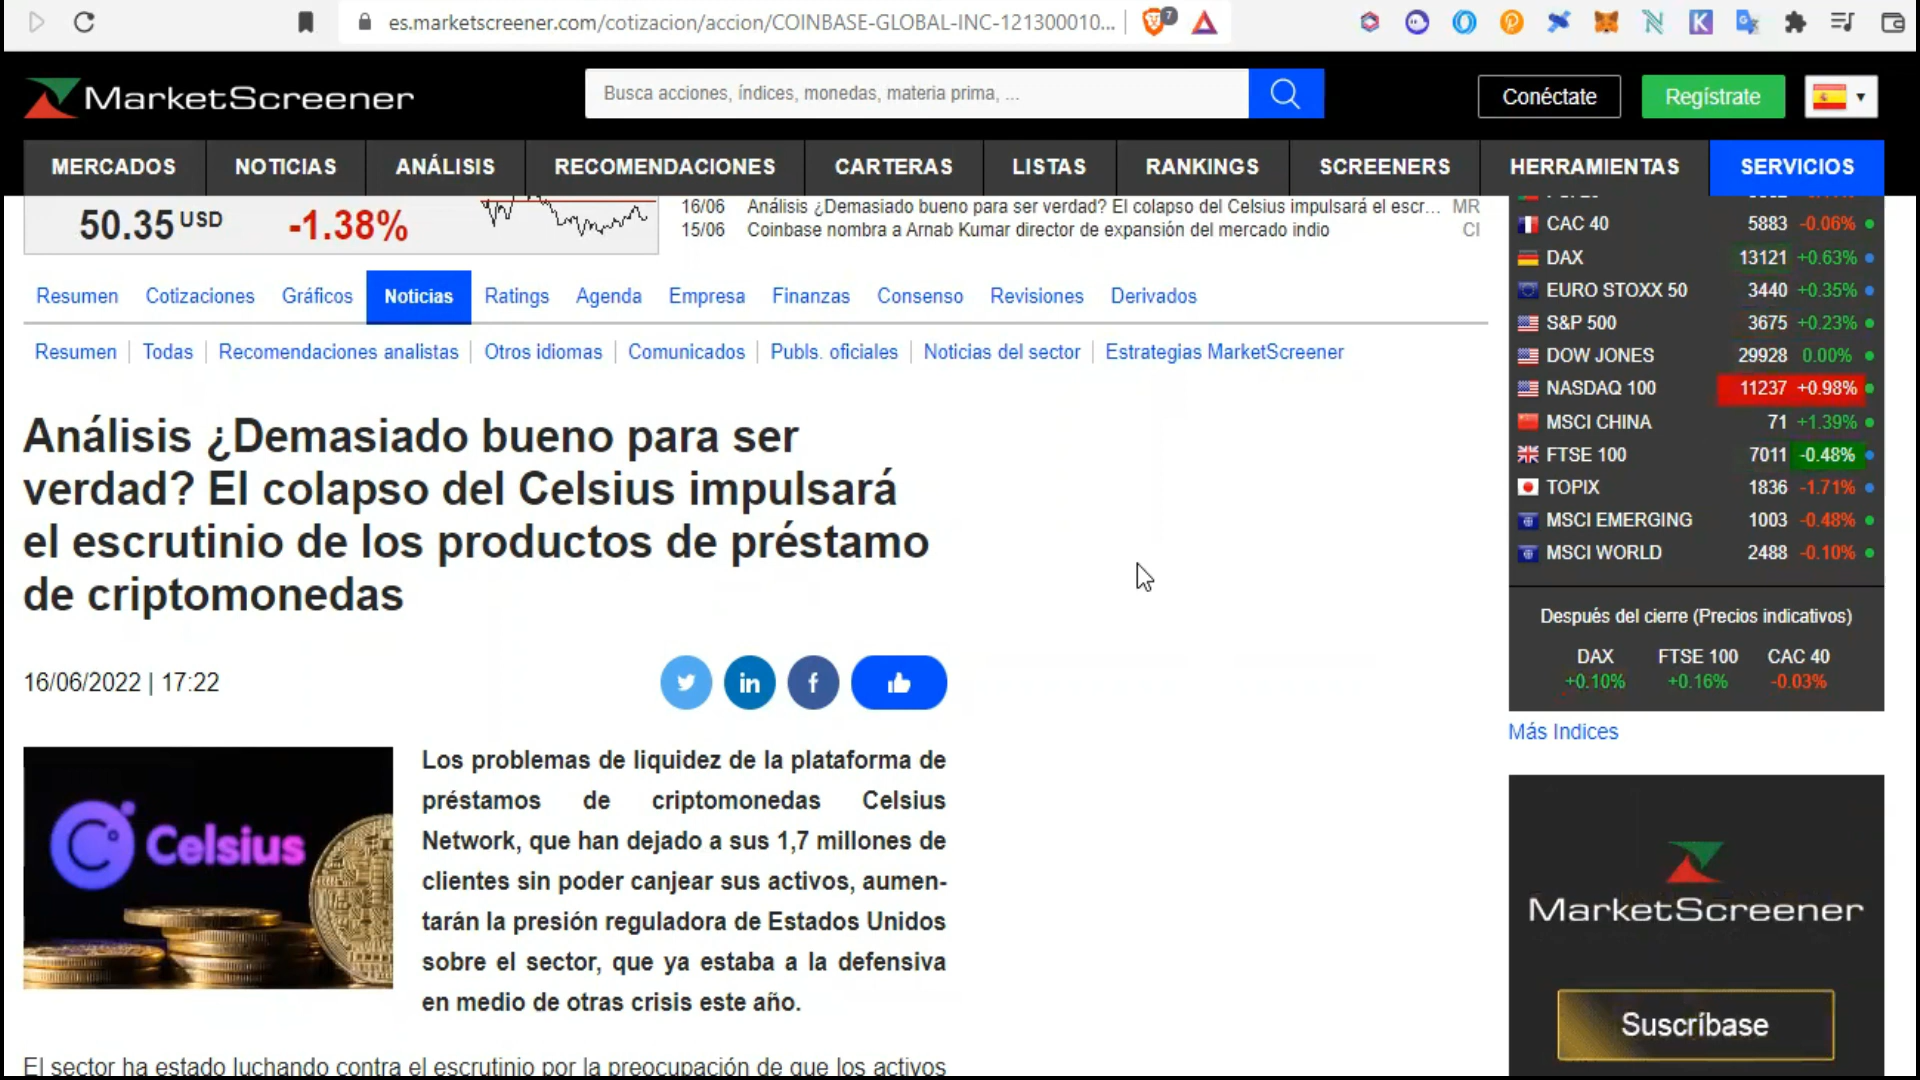 es.marketscreener.com/cotizacion/accion/COINBASE-GLOBAL-INC-121300010...
7
MarketScreener
Busca acciones, índices, monedas, materia prima, ...
Conéctate
Regístrate
MERCADOS
NOTICIAS
ANÁLISIS
RECOMENDACIONES
CARTERAS
LISTAS
RANKINGS
SCREENERS
HERRAMIENTAS
SERVICIOS
50.35 USD -1.38%
16/06 Análisis ¿Demasiado bueno para ser verdad? El colapso del Celsius impulsará el escr... MR
15/06 Coinbase nombra a Arnab Kumar director de expansión del mercado indio CI
Resumen Cotizaciones Gráficos Noticias Ratings Agenda Empresa Finanzas Consenso Revisiones Derivados
Resumen Todas Recomendaciones analistas Otros idiomas Comunicados Publs. oficiales Noticias del sector Estrategias MarketScreener
Análisis ¿Demasiado bueno para ser
verdad? El colapso del Celsius impulsará
el escrutinio de los productos de préstamo
de criptomonedas
16/06/2022 | 17:22
in
f
Celsius
Los problemas de liquidez de la plataforma de
préstamos de criptomonedas Celsius
Network, que han dejado a sus 1,7 millones de
clientes sin poder canjear sus activos, aumen-
tarán la presión reguladora de Estados Unidos
sobre el sector, que ya estaba a la defensiva
en medio de otras crisis este año.
El sector ha estado luchando contra el escrutinio por la preocupación de que los activos
CAC 40 5883 -0.06%
DAX 13121 +0.63%
EURO STOXX 50 3440 +0.35%
S&P 500 3675 +0.23%
DOW JONES 29928 0.00%
NASDAQ 100 11237 +0.98%
MSCI CHINA 71 +1.39%
FTSE 100 7011 -0.48%
TOPIX 1836 -1.71%
MSCI EMERGING 1003 -0.48%
MSCI WORLD 2488 -0.10%
Después del cierre (Precios indicativos)
DAX FTSE 100 CAC 40
+0.10% +0.16% -0.03%
Más Indices
MarketScreener
Suscríbase